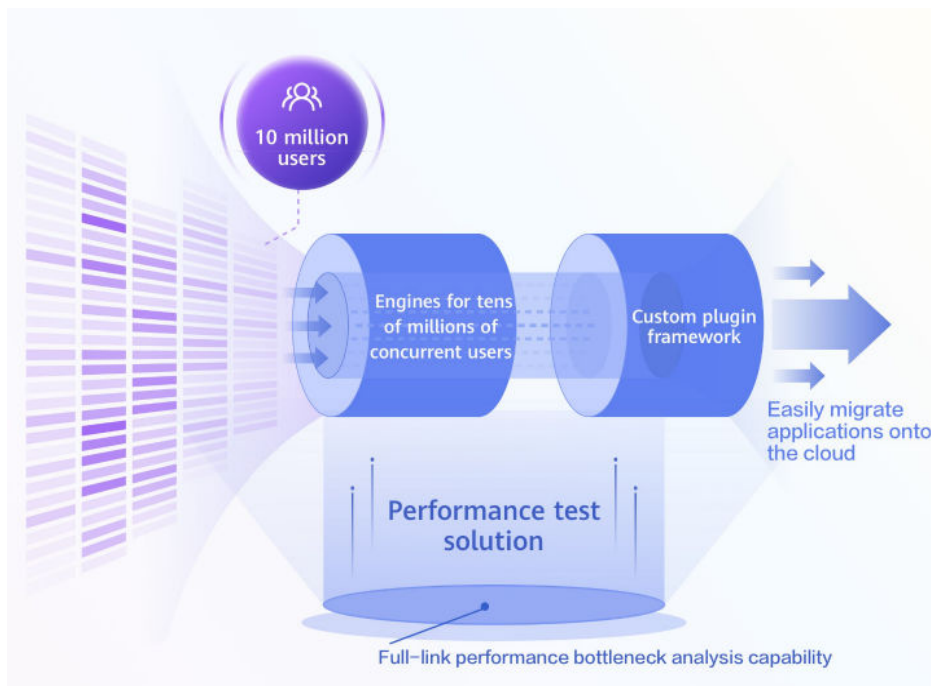 10 million
users
Engines for tens
of millions of
concurrent users
Custom plugin
framework
Easily migrate
applications onto
the cloud
Performance test
solution
Full-link performance bottleneck analysis capability